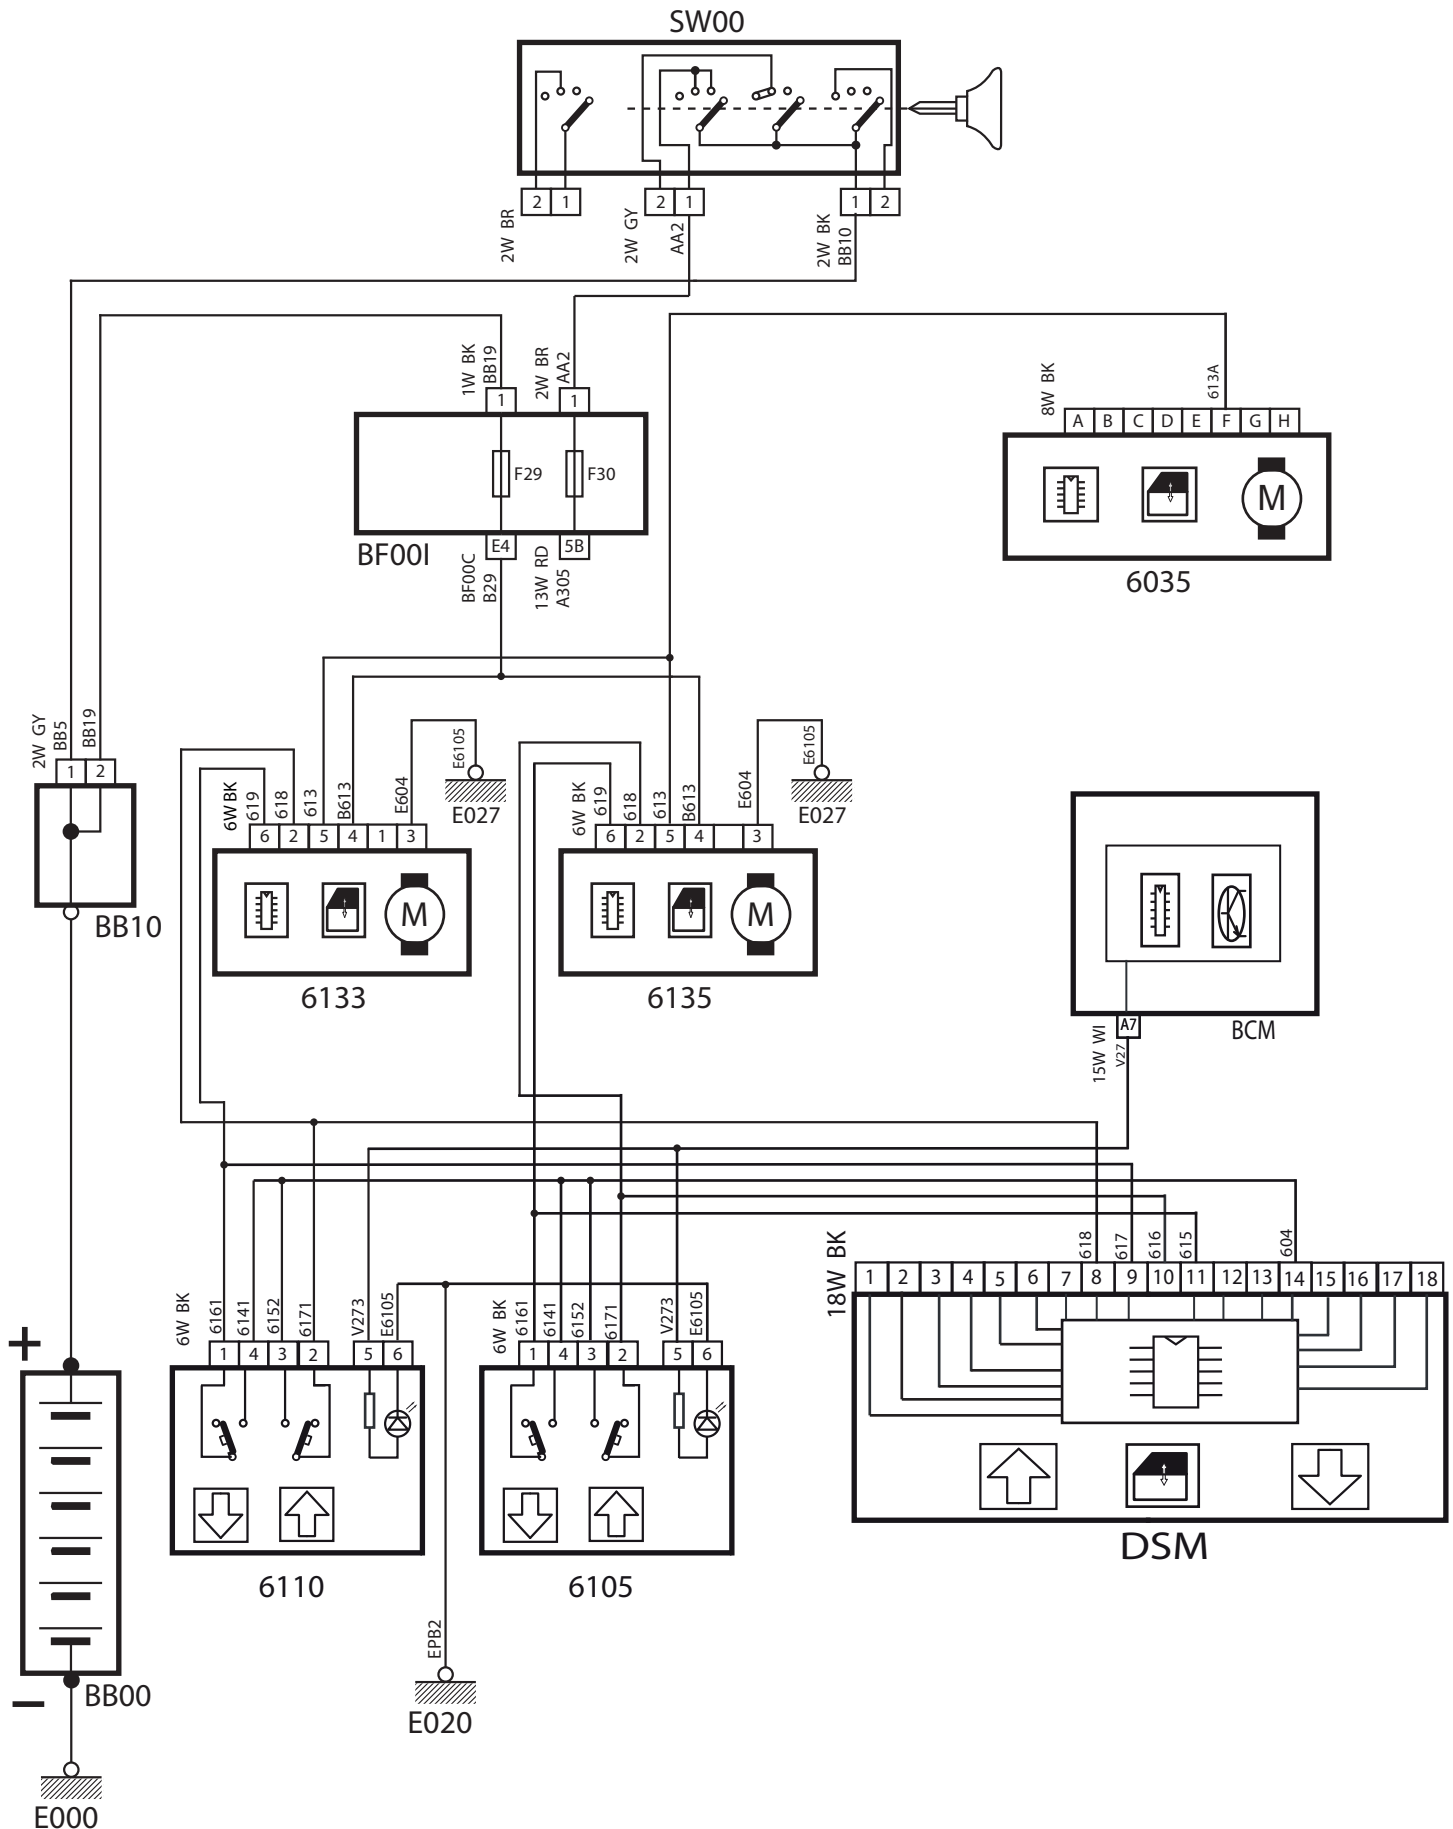 SW00
2 1
2 1
1 2
2W BR
2W GY
AA2
2W BK
BB10
1W BK
BB19
2W BR
AA2
1
1
F29
F30
BF00I
E4
5B
BF00C
B29
13W RD
A305
8W BK
613A
A B C D E F G H
M
6035
2W GY
BB5
BB19
1 2
BB10
6W BK
619
618
613
B613
E604
E6105
E027
6 2 5 4 1 3
M
6133
6W BK
619
618
613
B613
E604
E6105
E027
6 2 5 4 3
M
6135
A7
BCM
15W WI
V27
18W BK
618
617
616
615
604
1 2 3 4 5 6 7 8 9 10 11 12 13 14 15 16 17 18
DSM
6W BK
6161
6141
6152
6171
V273
E6105
1 4 3 2 5 6
6110
6W BK
6161
6141
6152
6171
V273
E6105
1 4 3 2 5 6
6105
EPB2
E020
+
−
BB00
E000